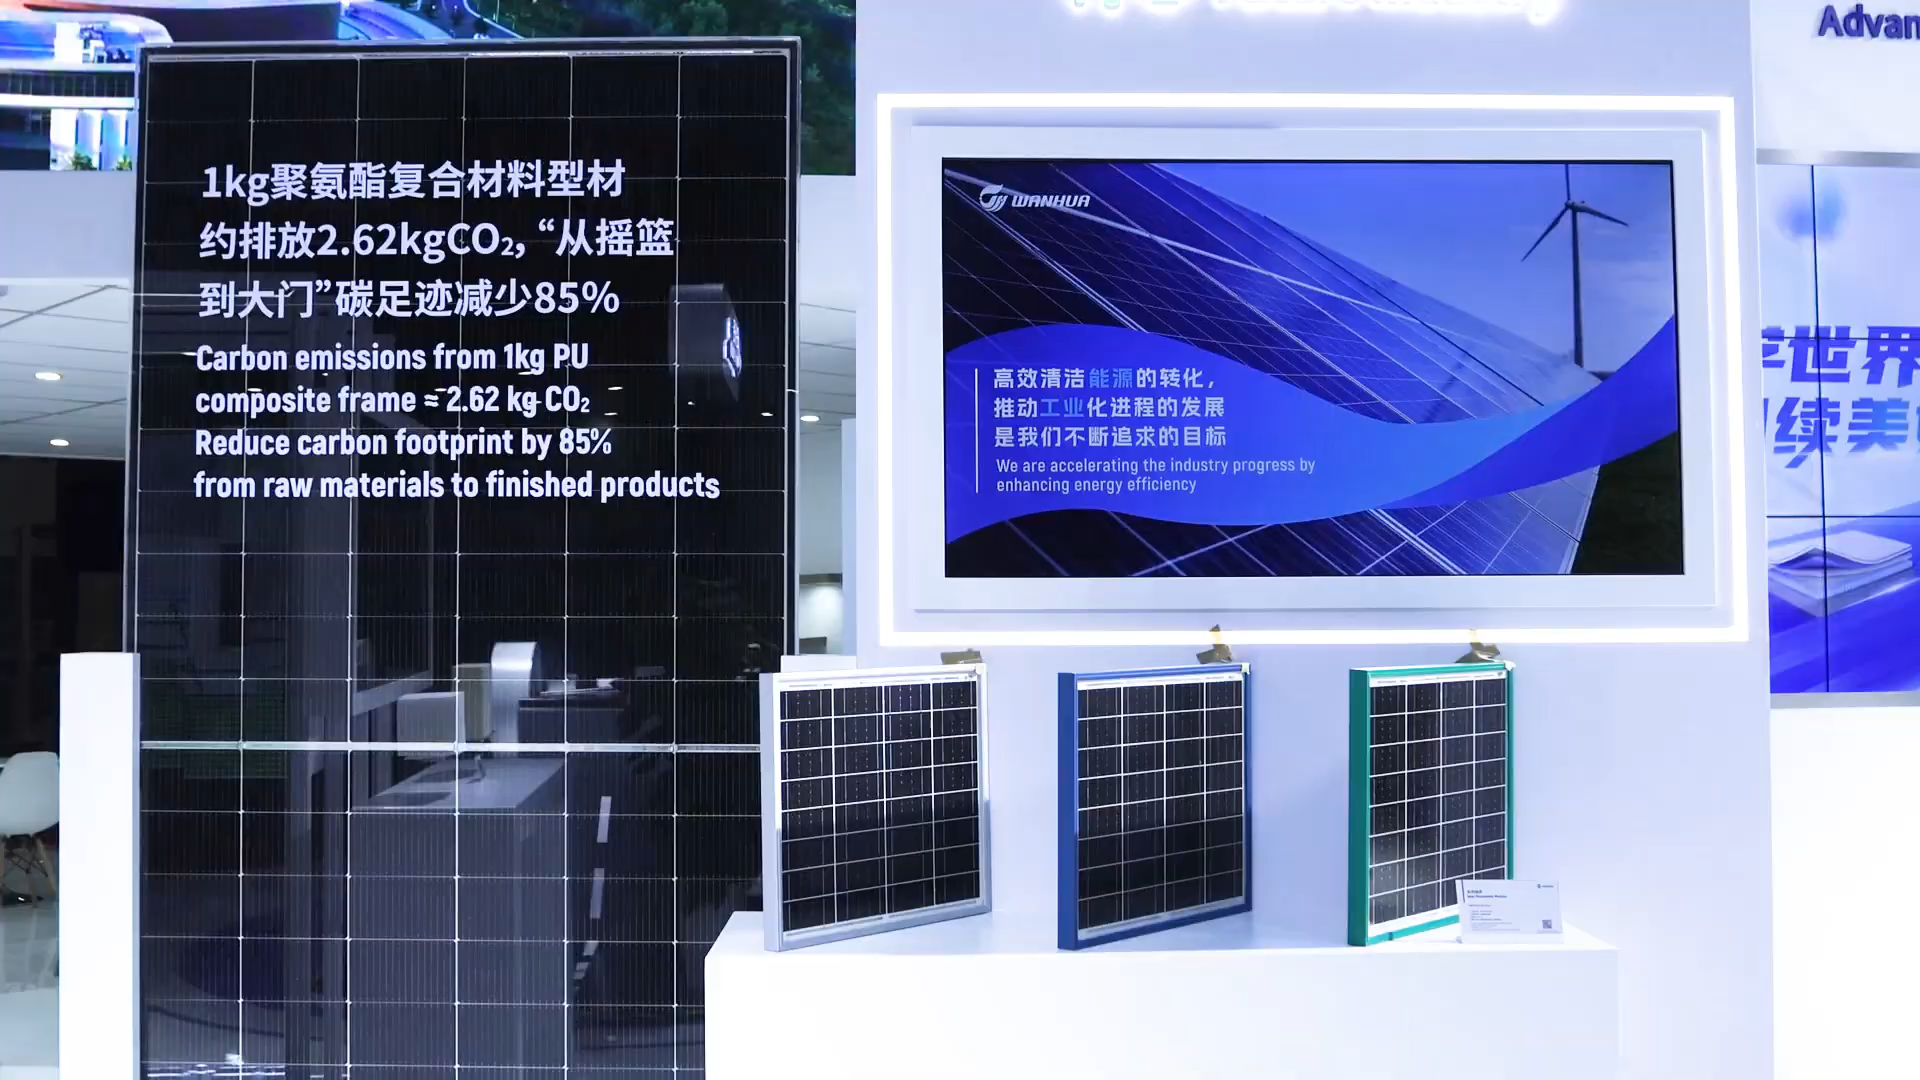 1kg聚氨酯复合材料型材
约排放2.62kgCO₂,“从摇篮
到大门”碳足迹减少85%
Carbon emissions from 1kg PU
composite frame ≈ 2.62 kg CO₂
Reduce carbon footprint by 85%
from raw materials to finished products
WANHUA
高效清洁能源的转化，
推动工业化进程的发展
是我们不断追求的目标
We are accelerating the industry progress by
enhancing energy efficiency
世界
续美